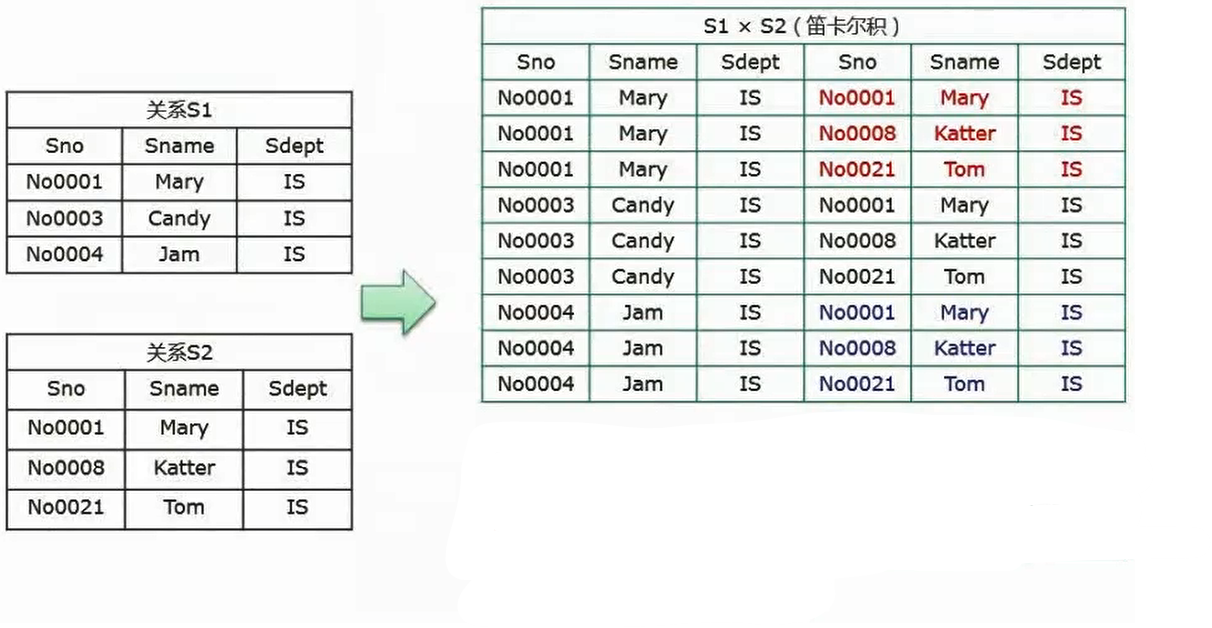 关系S1
Sno Sname Sdept
No0001 Mary IS
No0003 Candy IS
No0004 Jam IS
关系S2
Sno Sname Sdept
No0001 Mary IS
No0008 Katter IS
No0021 Tom IS
S1 × S2 ( 笛卡尔积 )
Sno Sname Sdept Sno Sname Sdept
No0001 Mary IS No0001 Mary IS
No0001 Mary IS No0008 Katter IS
No0001 Mary IS No0021 Tom IS
No0003 Candy IS No0001 Mary IS
No0003 Candy IS No0008 Katter IS
No0003 Candy IS No0021 Tom IS
No0004 Jam IS No0001 Mary IS
No0004 Jam IS No0008 Katter IS
No0004 Jam IS No0021 Tom IS